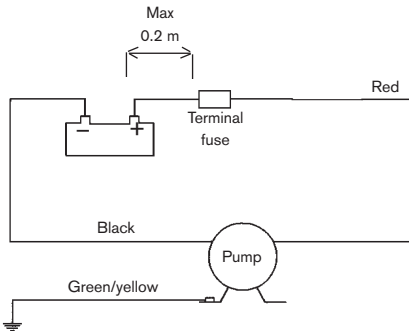 Max
0.2 m
Red
− +
Terminal
fuse
Black
Pump
Green/yellow